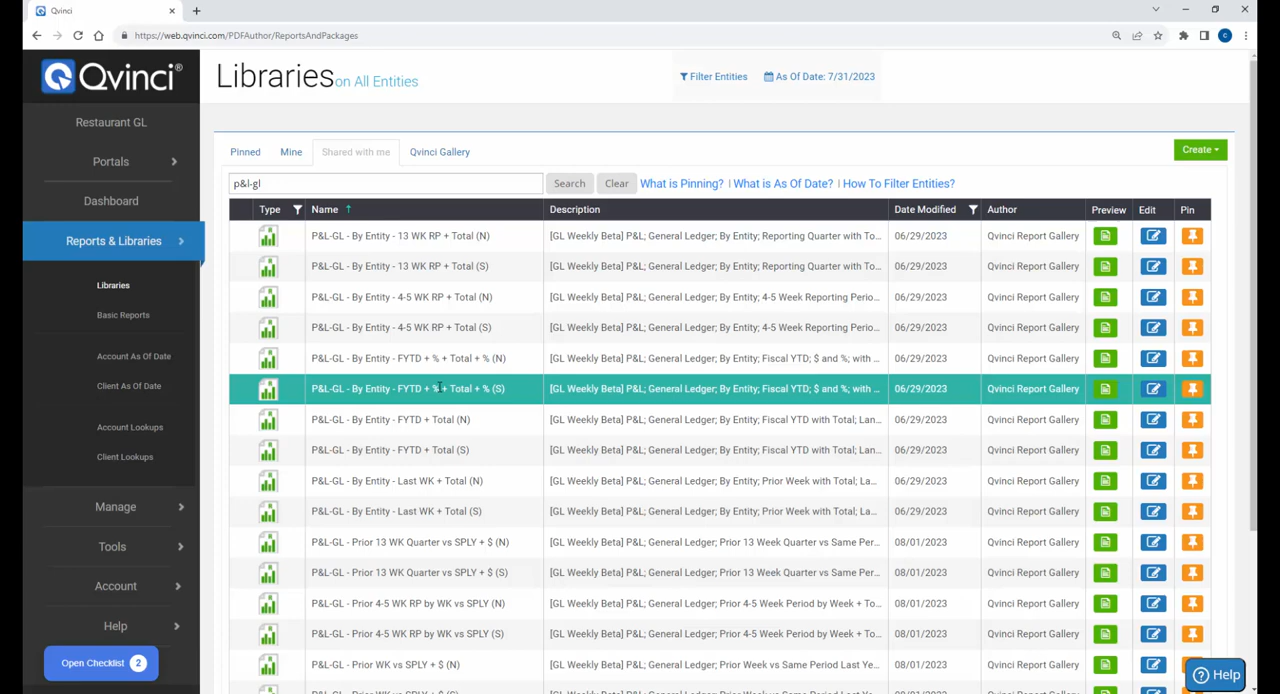 Qvinci
https://web.qvinci.com/PDFAuthor/ReportsAndPackages
C
Qvinci®
Restaurant GL
Portals
Dashboard
Reports & Libraries
Libraries
Basic Reports
Account As Of Date
Client As Of Date
Account Lookups
Client Lookups
Manage
Tools
Account
Help
Open Checklist 2
Libraries on All Entities
Filter Entities As Of Date: 7/31/2023
Pinned Mine Shared with me Qvinci Gallery Create
p&l-gl Search Clear What is Pinning? | What is As Of Date? | How To Filter Entities?
Type Name ↑ Description Date Modified Author Preview Edit Pin
P&L-GL - By Entity - 13 WK RP + Total (N) [GL Weekly Beta] P&L; General Ledger; By Entity; Reporting Quarter with To... 06/29/2023 Qvinci Report Gallery
P&L-GL - By Entity - 13 WK RP + Total (S) [GL Weekly Beta] P&L; General Ledger; By Entity; Reporting Quarter with To... 06/29/2023 Qvinci Report Gallery
P&L-GL - By Entity - 4-5 WK RP + Total (N) [GL Weekly Beta] P&L; General Ledger; By Entity; 4-5 Week Reporting Perio... 06/29/2023 Qvinci Report Gallery
P&L-GL - By Entity - 4-5 WK RP + Total (S) [GL Weekly Beta] P&L; General Ledger; By Entity; 4-5 Week Reporting Perio... 06/29/2023 Qvinci Report Gallery
P&L-GL - By Entity - FYTD + % + Total + % (N) [GL Weekly Beta] P&L; General Ledger; By Entity; Fiscal YTD; $ and %; with ... 06/29/2023 Qvinci Report Gallery
P&L-GL - By Entity - FYTD + % + Total + % (S) [GL Weekly Beta] P&L; General Ledger; By Entity; Fiscal YTD; $ and %; with ... 06/29/2023 Qvinci Report Gallery
P&L-GL - By Entity - FYTD + Total (N) [GL Weekly Beta] P&L; General Ledger; By Entity; Fiscal YTD with Total; Lan... 06/29/2023 Qvinci Report Gallery
P&L-GL - By Entity - FYTD + Total (S) [GL Weekly Beta] P&L; General Ledger; By Entity; Fiscal YTD with Total; La... 06/29/2023 Qvinci Report Gallery
P&L-GL - By Entity - Last WK + Total (N) [GL Weekly Beta] P&L; General Ledger; By Entity; Prior Week with Total; La... 06/29/2023 Qvinci Report Gallery
P&L-GL - By Entity - Last WK + Total (S) [GL Weekly Beta] P&L; General Ledger; By Entity; Prior Week with Total; La... 06/29/2023 Qvinci Report Gallery
P&L-GL - Prior 13 WK Quarter vs SPLY + $ (N) [GL Weekly Beta] P&L; General Ledger; Prior 13 Week Quarter vs Same Per... 08/01/2023 Qvinci Report Gallery
P&L-GL - Prior 13 WK Quarter vs SPLY + $ (S) [GL Weekly Beta] P&L; General Ledger; Prior 13 Week Quarter vs Same Per... 08/01/2023 Qvinci Report Gallery
P&L-GL - Prior 4-5 WK RP by WK vs SPLY (N) [GL Weekly Beta] P&L; General Ledger; Prior 4-5 Week Period by Week + To... 08/01/2023 Qvinci Report Gallery
P&L-GL - Prior 4-5 WK RP by WK vs SPLY (S) [GL Weekly Beta] P&L; General Ledger; Prior 4-5 Week Period by Week + To... 08/01/2023 Qvinci Report Gallery
P&L-GL - Prior WK vs SPLY + $ (N) [GL Weekly Beta] P&L; General Ledger; Prior Week vs Same Period Last Ye... 08/01/2023 Qvinci Report Gallery
Help